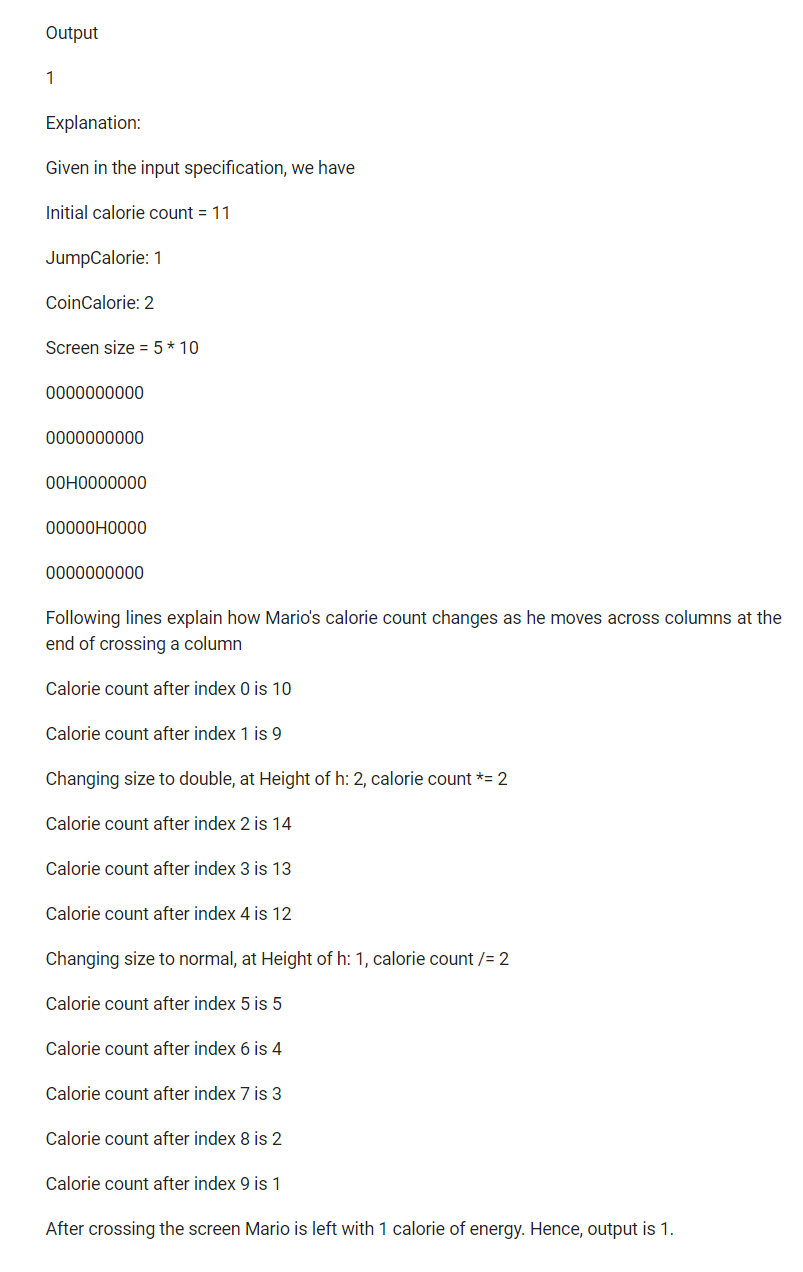 Output
1
Explanation:
Given in the input specification, we have
Initial calorie count = 11
JumpCalorie: 1
CoinCalorie: 2
Screen size = 5 * 10
0000000000
0000000000
00H0000000
00000H0000
0000000000
Following lines explain how Mario's calorie count changes as he moves across columns at the
end of crossing a column
Calorie count after index 0 is 10
Calorie count after index 1 is 9
Changing size to double, at Height of h: 2, calorie count *= 2
Calorie count after index 2 is 14
Calorie count after index 3 is 13
Calorie count after index 4 is 12
Changing size to normal, at Height of h: 1, calorie count /= 2
Calorie count after index 5 is 5
Calorie count after index 6 is 4
Calorie count after index 7 is 3
Calorie count after index 8 is 2
Calorie count after index 9 is 1
After crossing the screen Mario is left with 1 calorie of energy. Hence, output is 1.